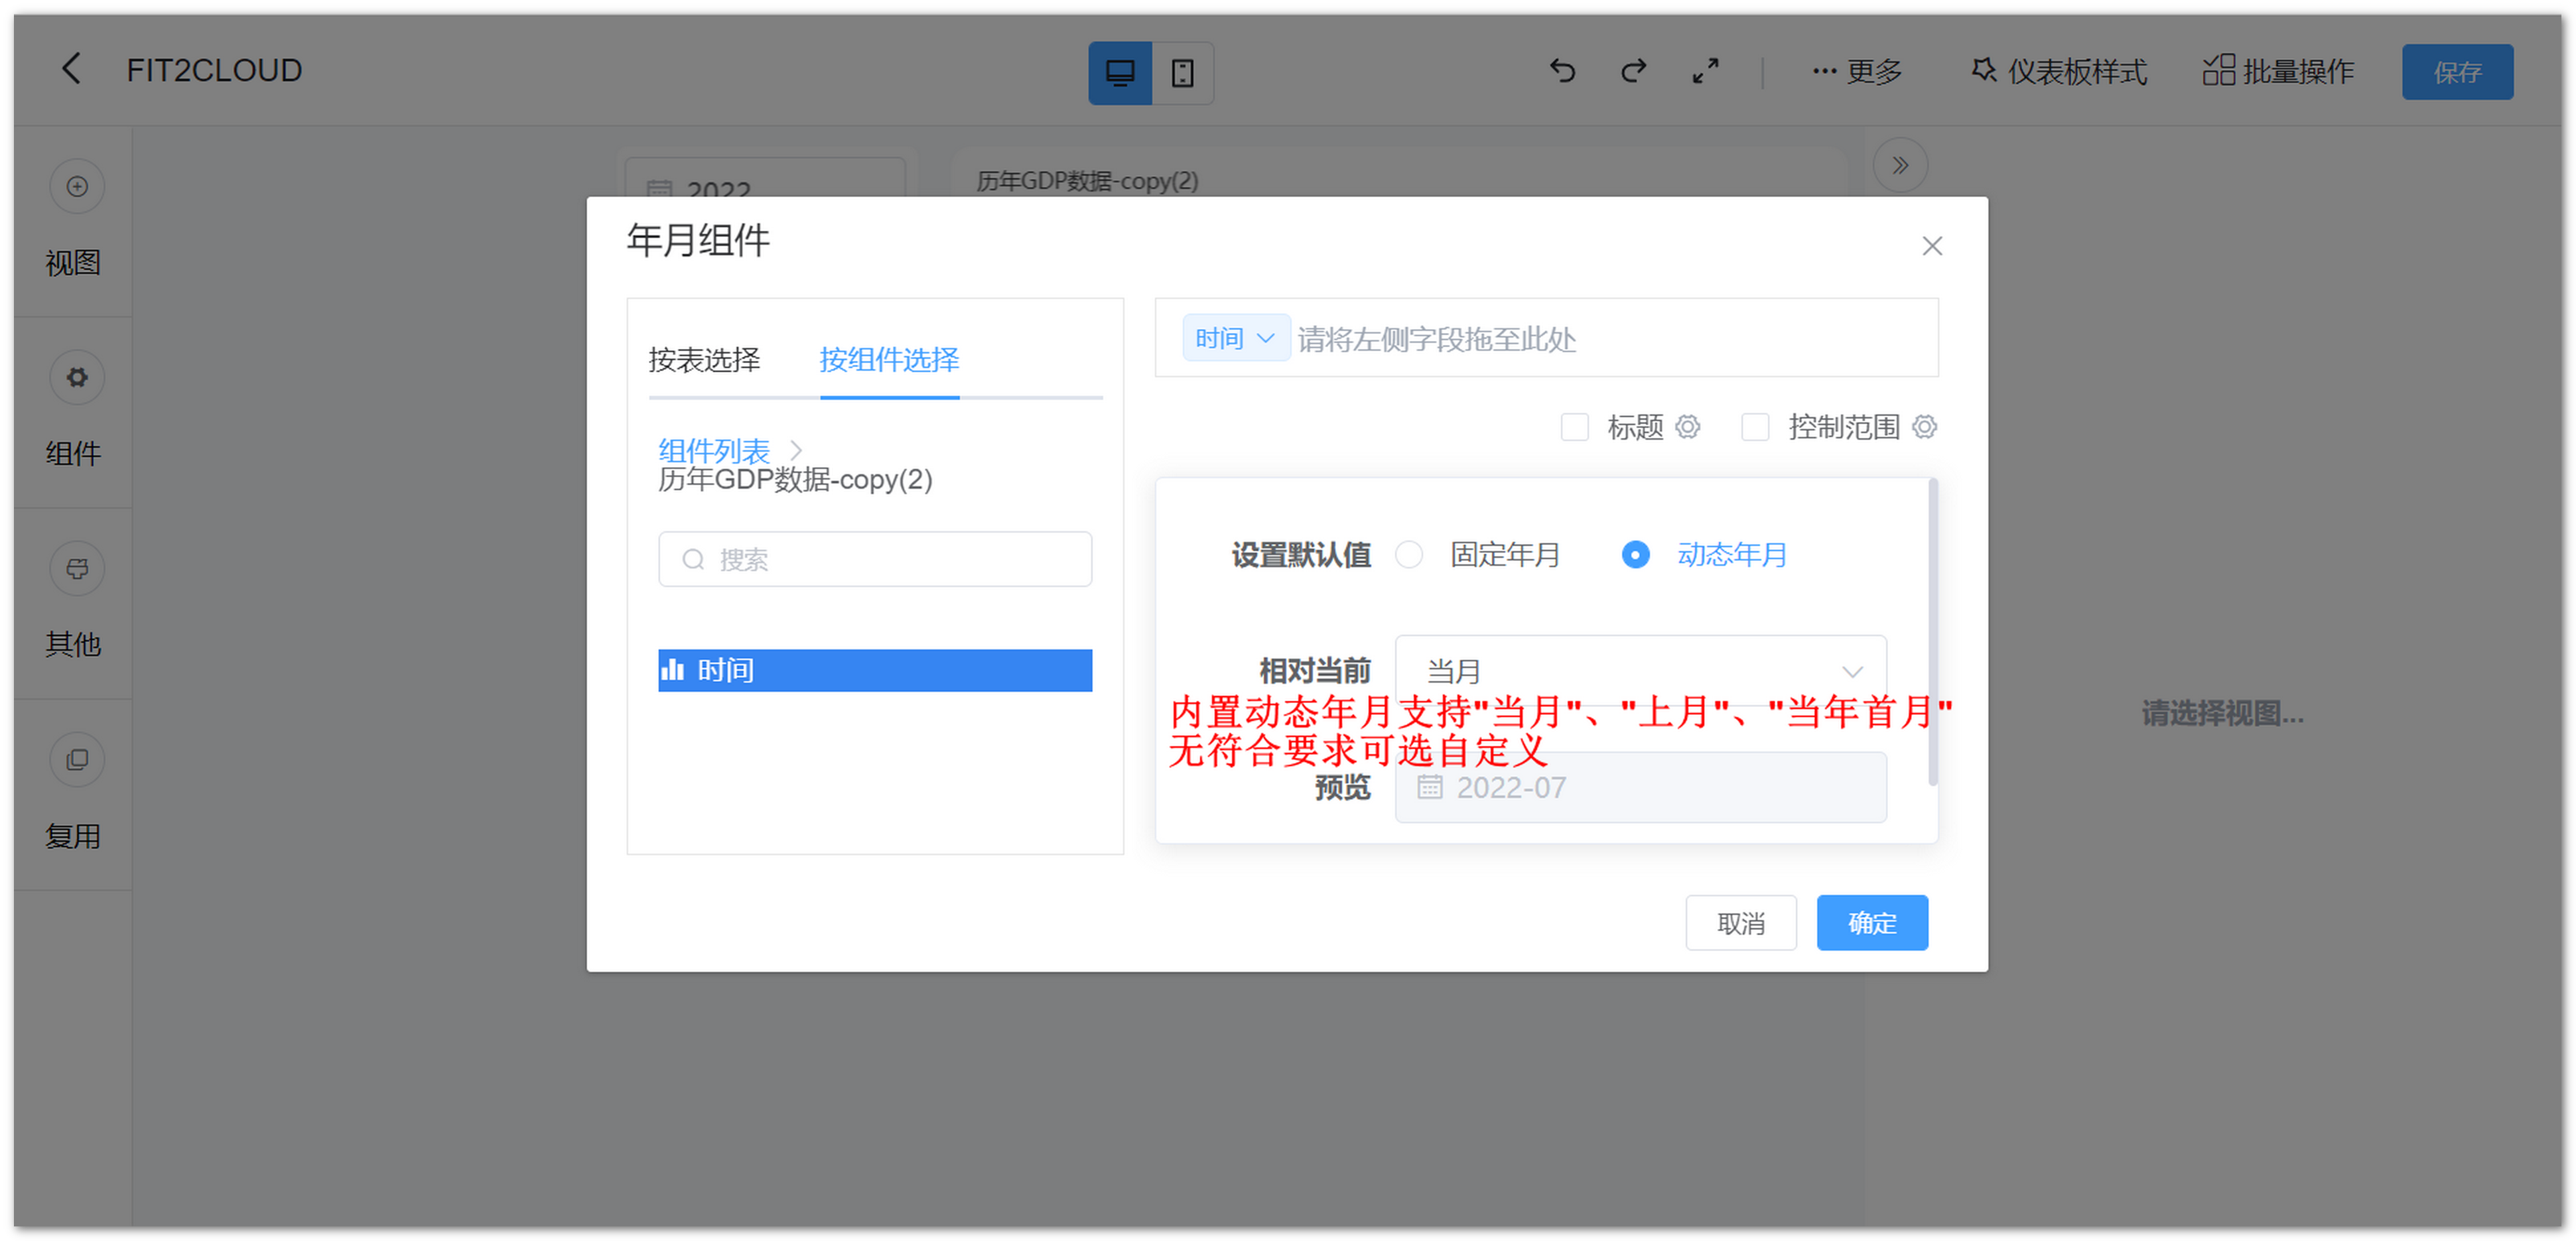 FIT2CLOUD
更多
仪表板样式
批量操作
保存
视图
组件
其他
复用
2022
历年GDP数据-copy(2)
年月组件
按表选择
按组件选择
组件列表
历年GDP数据-copy(2)
搜索
时间
时间
请将左侧字段拖至此处
标题
控制范围
设置默认值
固定年月
动态年月
相对当前
当月
内置动态年月支持"当月"、"上月"、"当年首月"
无符合要求可选自定义
预览
2022-07
取消
确定
请选择视图...